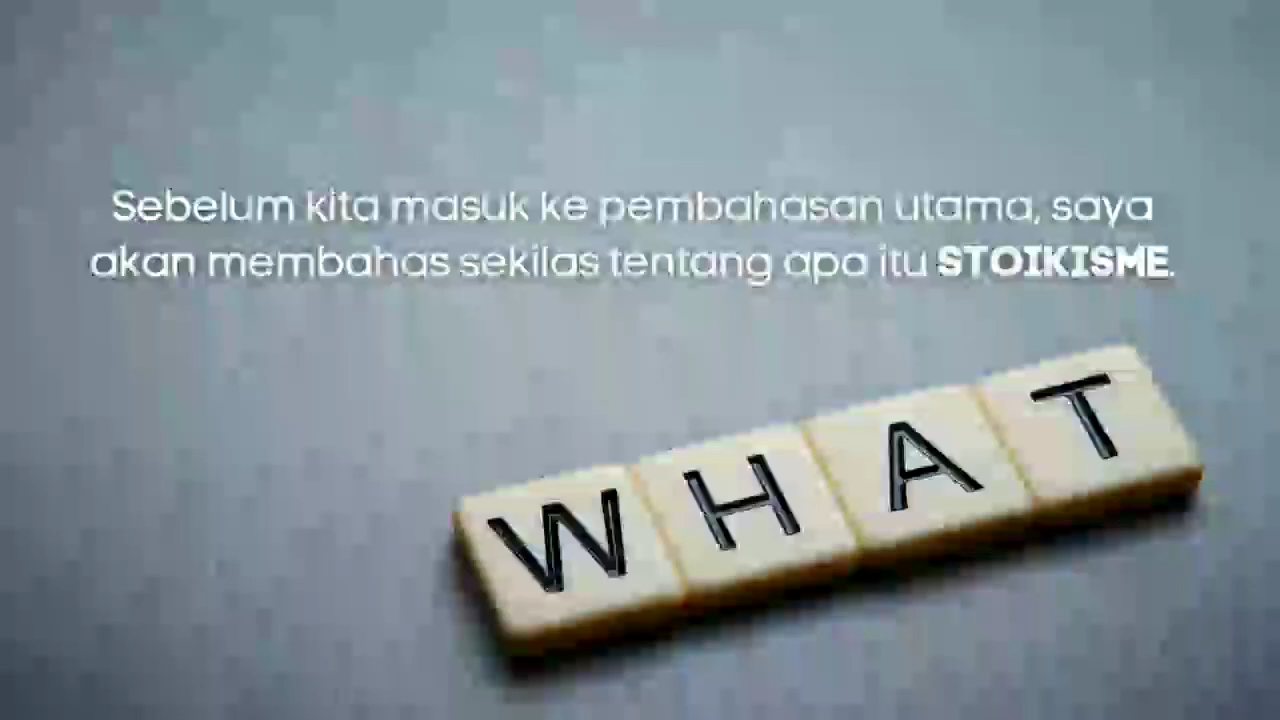 Sebelum kita masuk ke pembahasan utama, saya
akan membahas sekilas tentang apa itu STOIKISME.
WHAT